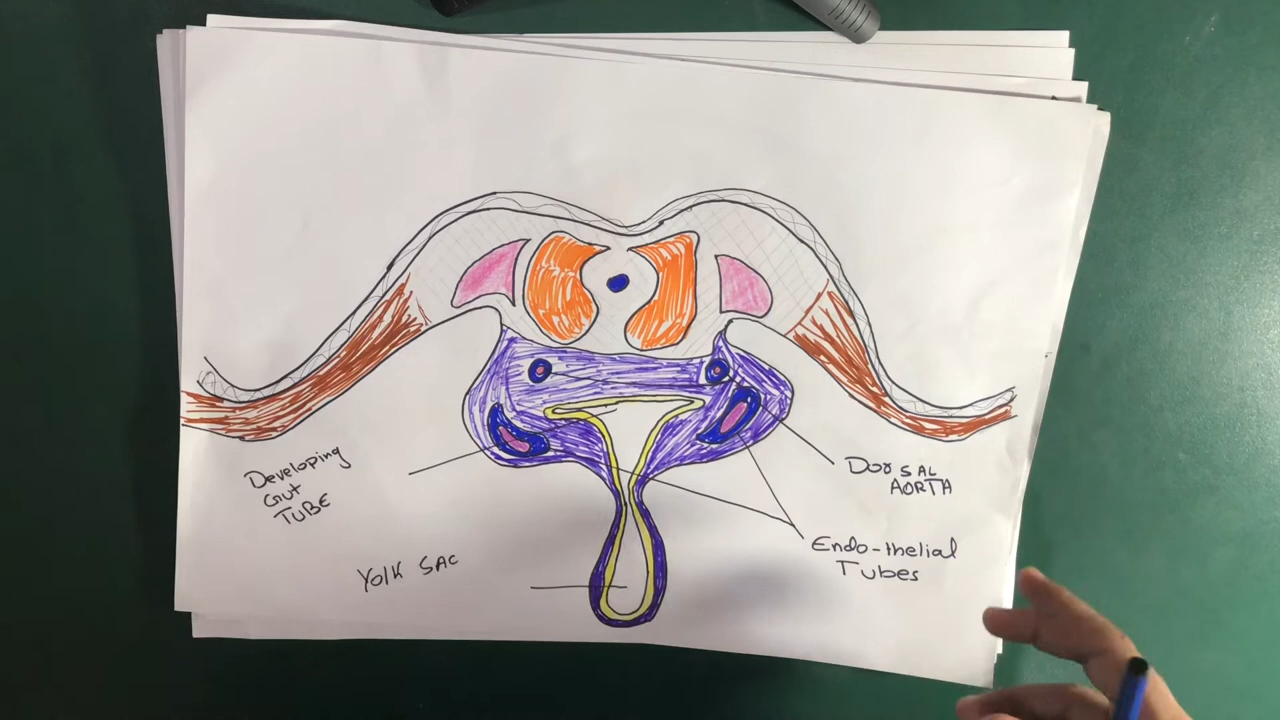 Developing
Gut
TUBE
Yolk SAC
DORSAL
AORTA
Endo-thelial
Tubes